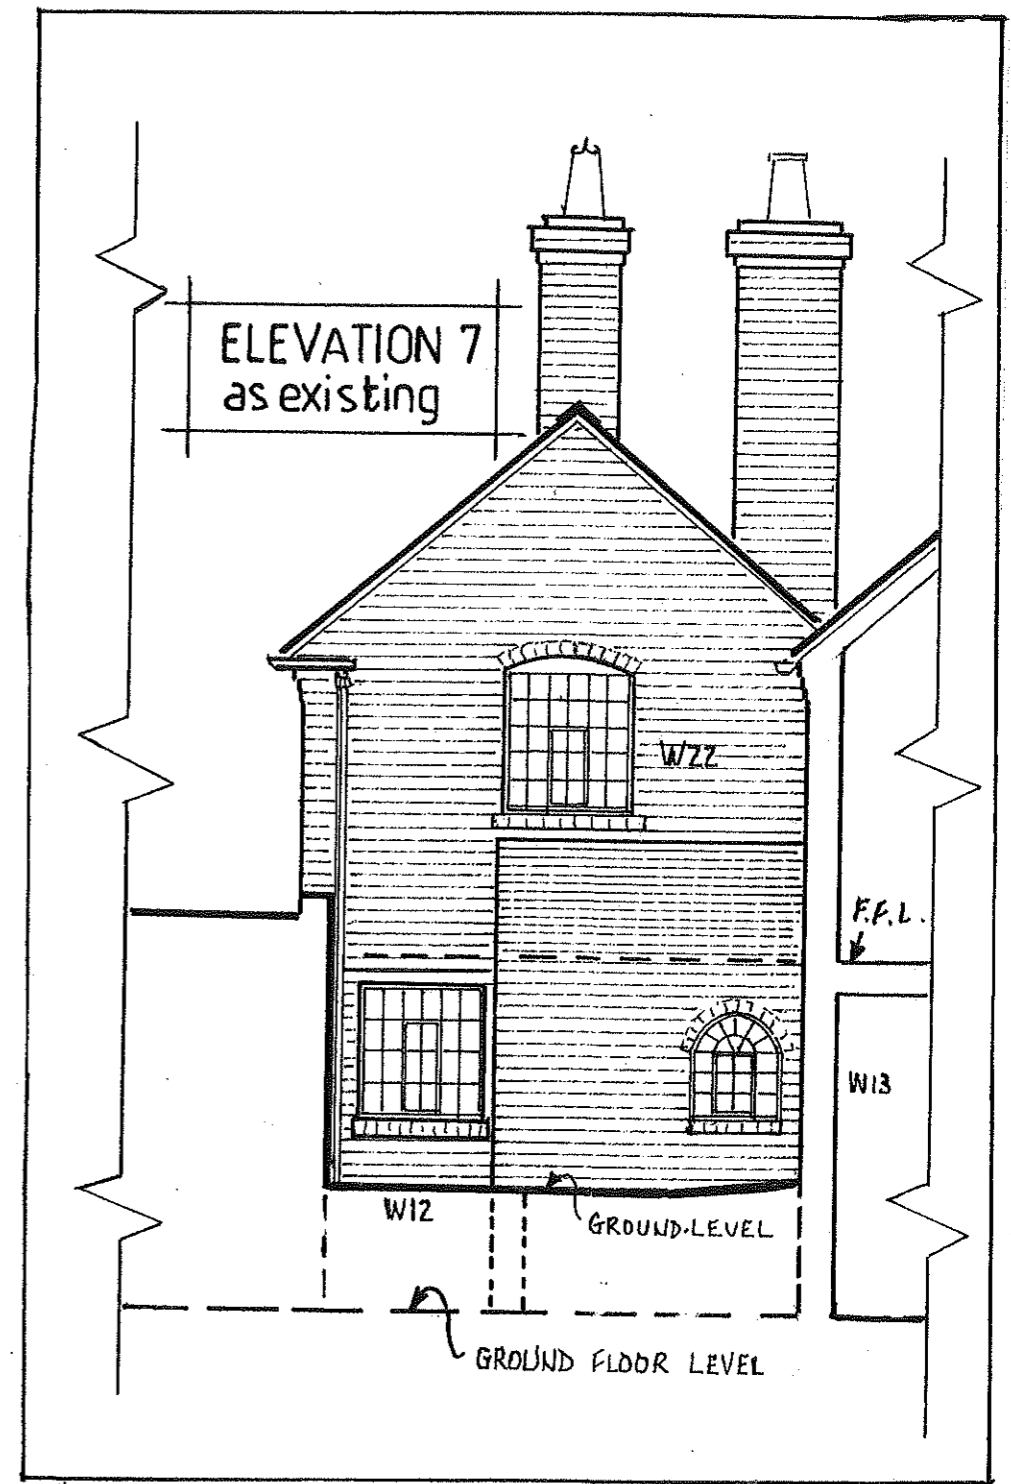 ELEVATION 7
as existing
W22
F.F.L.
W13
W12
GROUND.LEVEL
GROUND FLOOR LEVEL